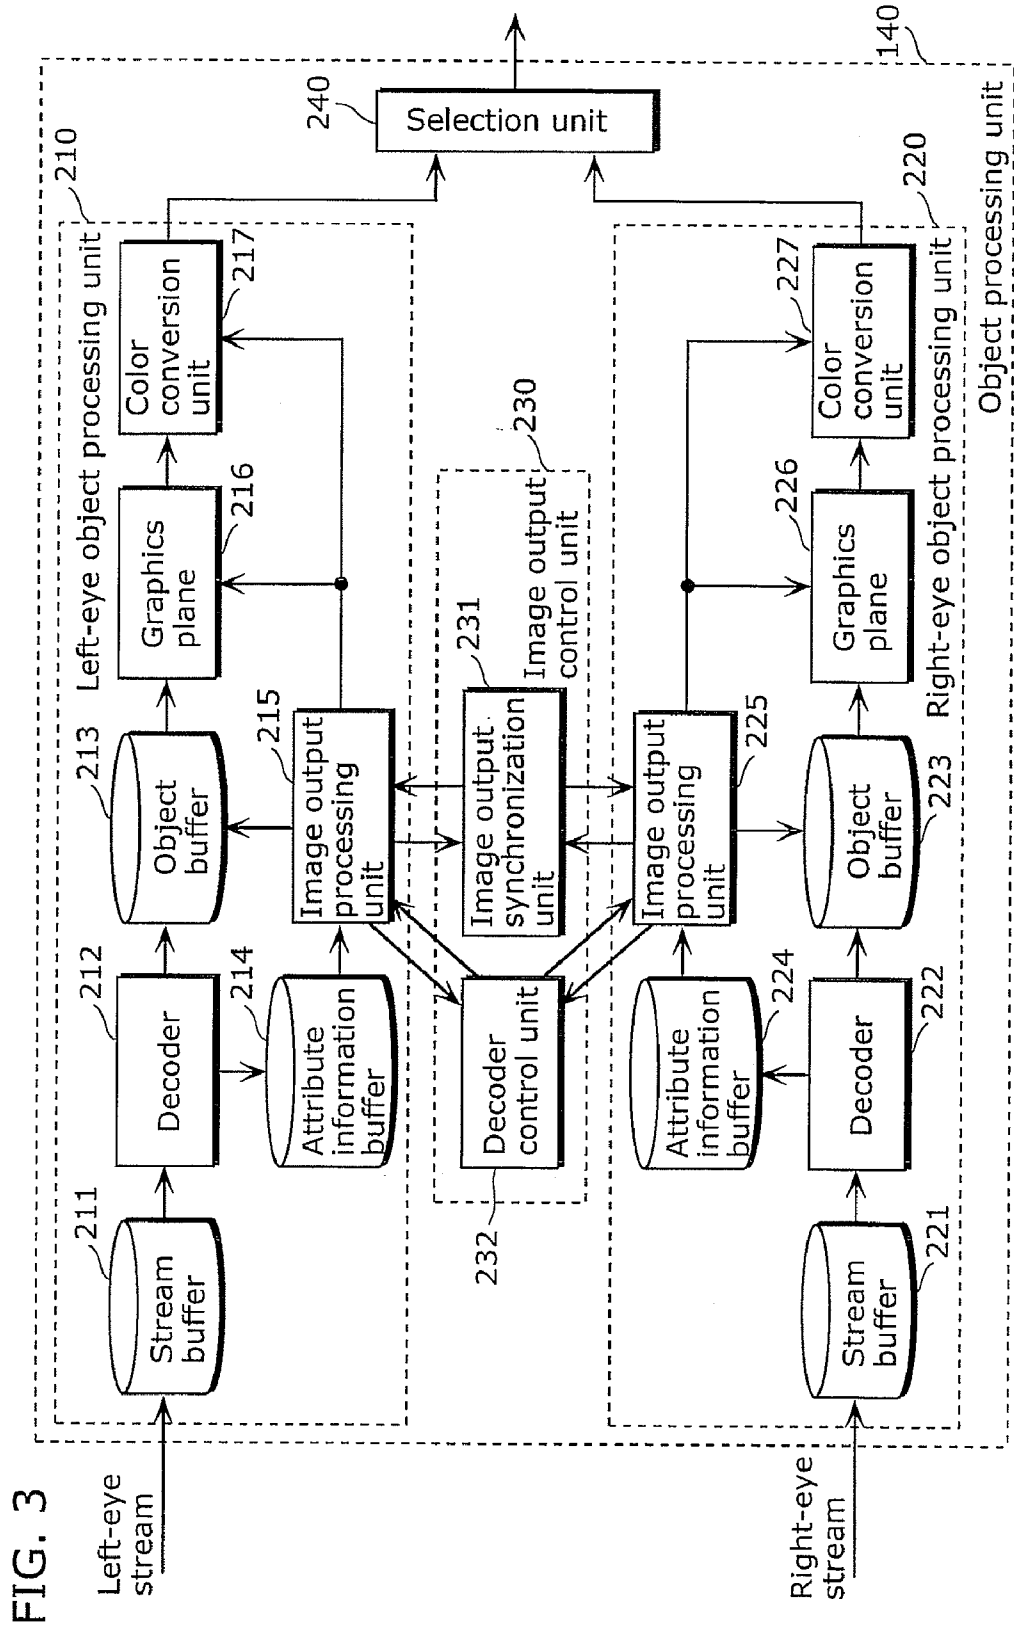 FIG. 3
Left-eye
stream
211
Stream
buffer
212
Decoder
213
Object
buffer
214
Attribute
information
buffer
215
Image output
processing
unit
Left-eye object processing unit
210
216
Graphics
plane
217
Color
conversion
unit
232
Decoder
control unit
231
Image output
synchronization
unit
Image output
control unit
230
240
Selection unit
Right-eye
stream
221
Stream
buffer
222
Decoder
223
Object
buffer
224
Attribute
information
buffer
225
Image output
processing
unit
226
Graphics
plane
227
Color
conversion
unit
Right-eye object processing unit
220
Object processing unit
140